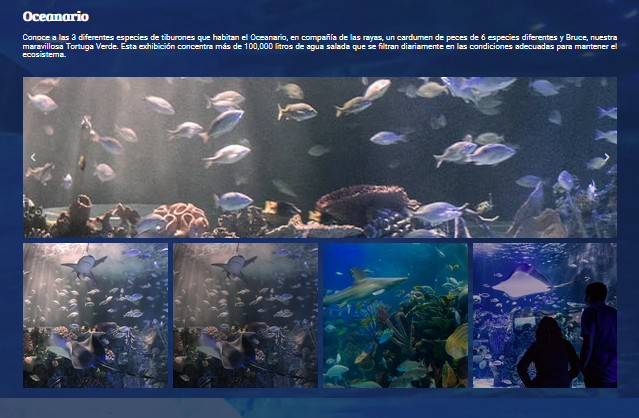 Oceanario
Conoce a las 3 diferentes especies de tiburones que habitan el Oceanario, en compañía de las rayas, un cardumen de peces de 6 especies diferentes y Bruce, nuestra
maravillosa Tortuga Verde. Esta exhibición concentra más de 100,000 litros de agua salada que se filtran diariamente en las condiciones adecuadas para mantener el
ecosistema.